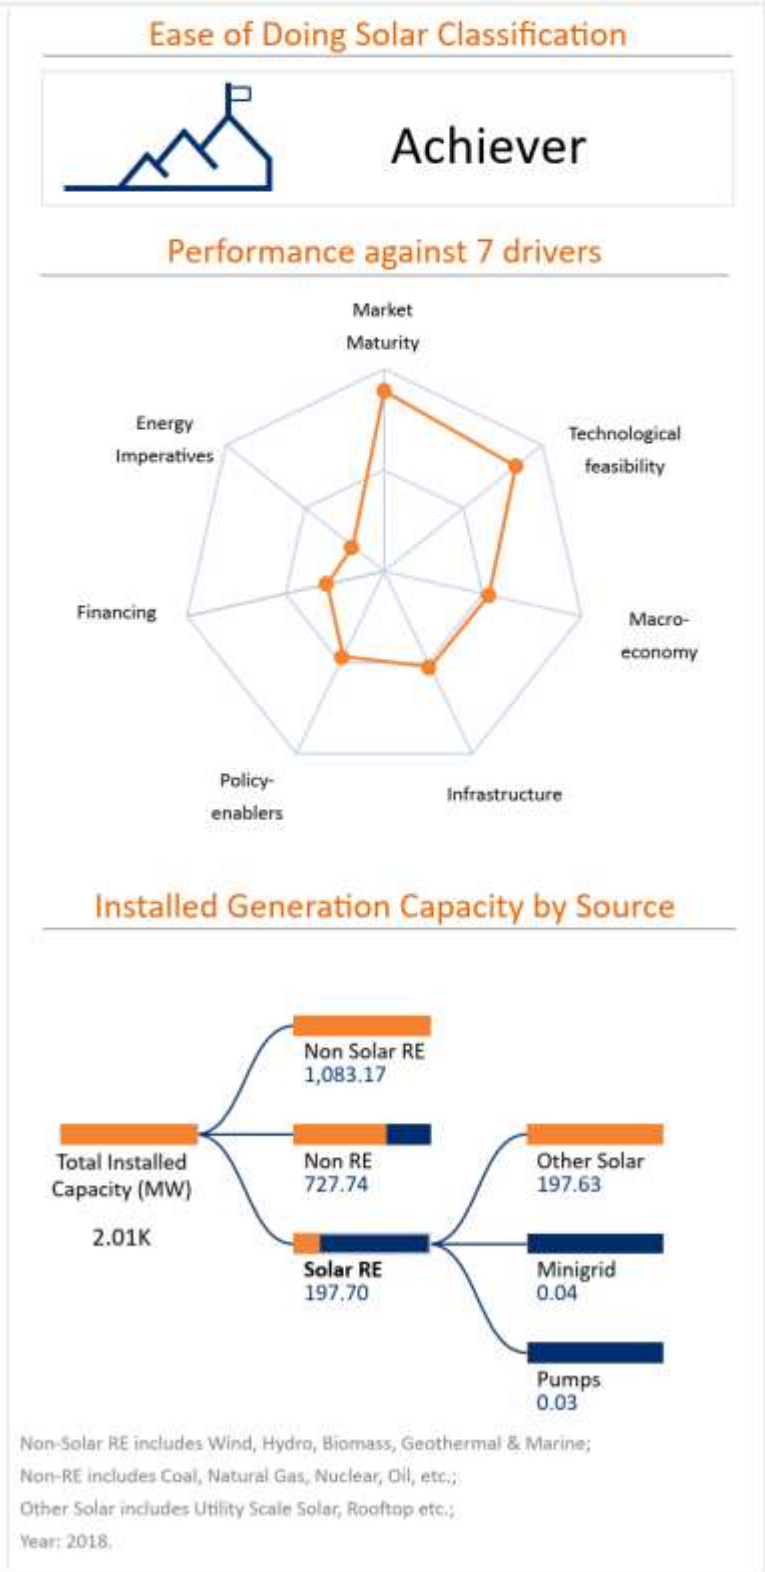 Ease of Doing Solar Classification
Achiever
Performance against 7 drivers
Market
Maturity
Energy
Imperatives
Technological
feasibility
Financing
Macro-
economy
Policy-
enablers
Infrastructure
Installed Generation Capacity by Source
Non Solar RE
1,083.17
Total Installed
Capacity (MW)
2.01K
Non RE
727.74
Other Solar
197.63
Solar RE
197.70
Minigrid
0.04
Pumps
0.03
Non-Solar RE includes Wind, Hydro, Biomass, Geothermal & Marine;
Non-RE includes Coal, Natural Gas, Nuclear, Oil, etc.;
Other Solar includes Utility Scale Solar, Rooftop etc.;
Year: 2018.